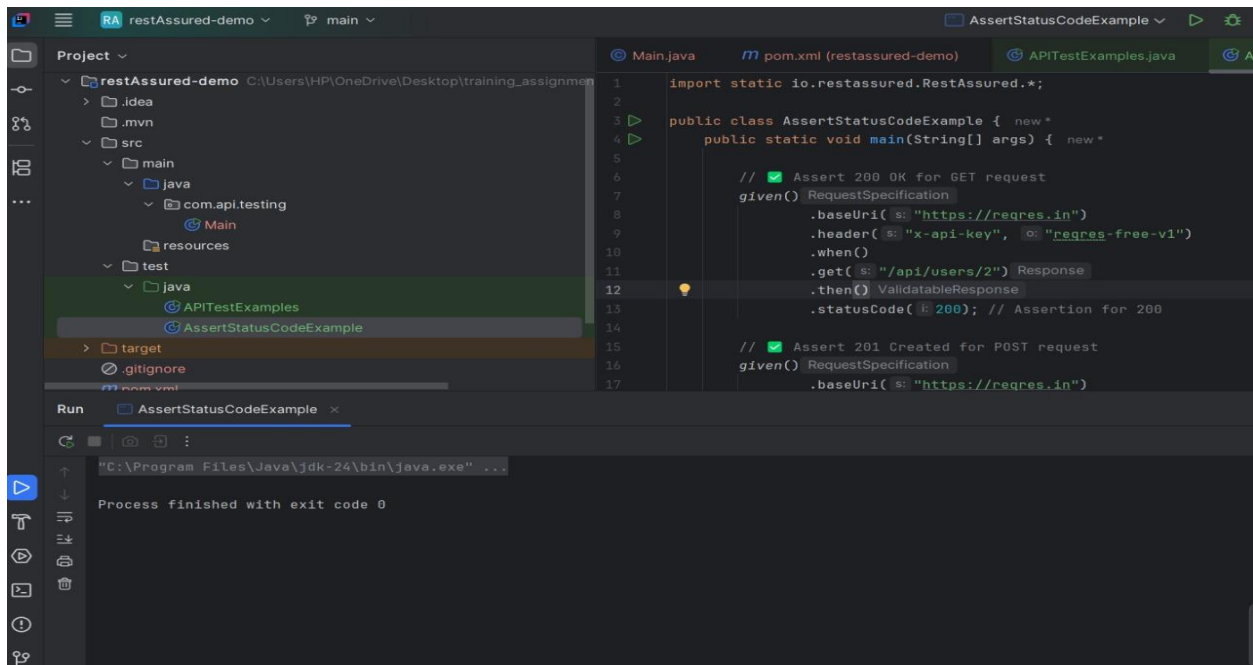 RA restAssured-demo main AssertStatusCodeExample
Project
restAssured-demo C:\Users\HP\OneDrive\Desktop\training_assignmen
.idea
.mvn
src
main
java
com.api.testing
Main
resources
test
java
APITestExamples
AssertStatusCodeExample
target
.gitignore
pom.xml
Main.java m pom.xml (restassured-demo) APITestExamples.java A
1 import static io.restassured.RestAssured.*;
2
3 public class AssertStatusCodeExample { new *
4 public static void main(String[] args) { new *
5
6 // ✅ Assert 200 OK for GET request
7 given() RequestSpecification
8 .baseUri( s: "https://reqres.in")
9 .header( s: "x-api-key", o: "reqres-free-v1")
10 .when()
11 .get( s: "/api/users/2") Response
12 .then() ValidatableResponse
13 .statusCode( i: 200); // Assertion for 200
14
15 // ✅ Assert 201 Created for POST request
16 given() RequestSpecification
17 .baseUri( s: "https://reqres.in")
Run AssertStatusCodeExample
"C:\Program Files\Java\jdk-24\bin\java.exe" ...
Process finished with exit code 0